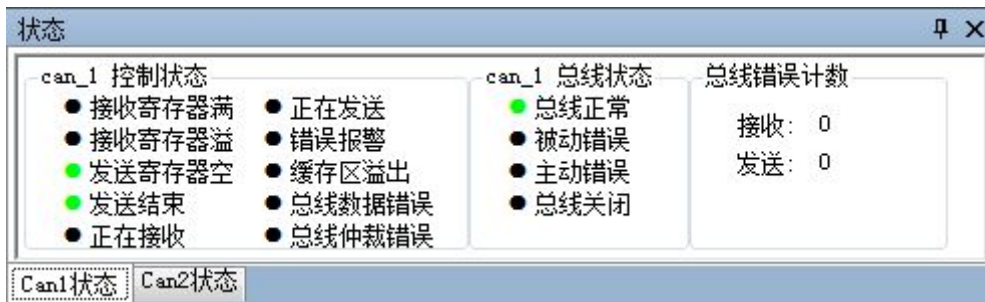 状态
can_1 控制状态
接收寄存器满
接收寄存器溢
发送寄存器空
发送结束
正在接收
正在发送
错误报警
缓存区溢出
总线数据错误
总线仲裁错误
can_1 总线状态
总线正常
被动错误
主动错误
总线关闭
总线错误计数
接收: 0
发送: 0
Can1状态
Can2状态